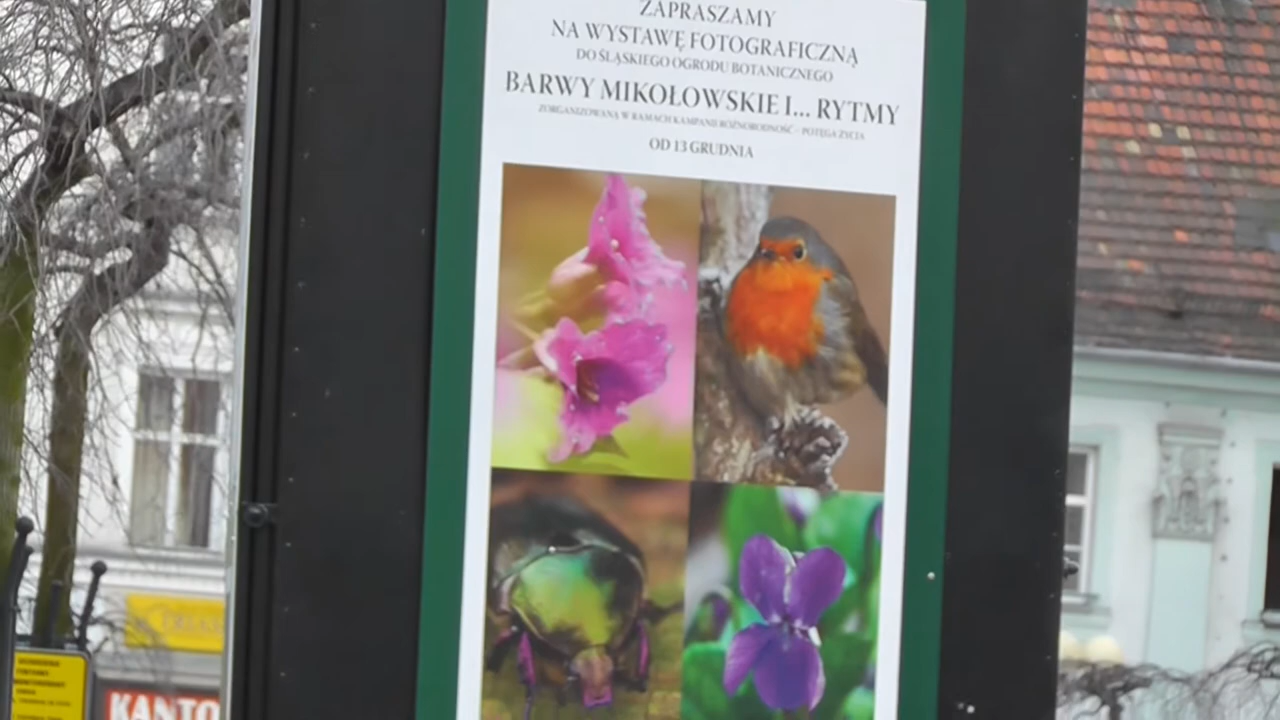 ZAPRASZAMY
NA WYSTAWĘ FOTOGRAFICZNĄ
DO ŚLĄSKIEGO OGRODU BOTANICZNEGO
BARWY MIKOŁOWSKIE I... RYTMY
ZORGANIZOWANĄ W RAMACH KAMPANII RÓŻNORODNOŚĆ - POTĘGA ŻYCIA
OD 13 GRUDNIA
KANTO